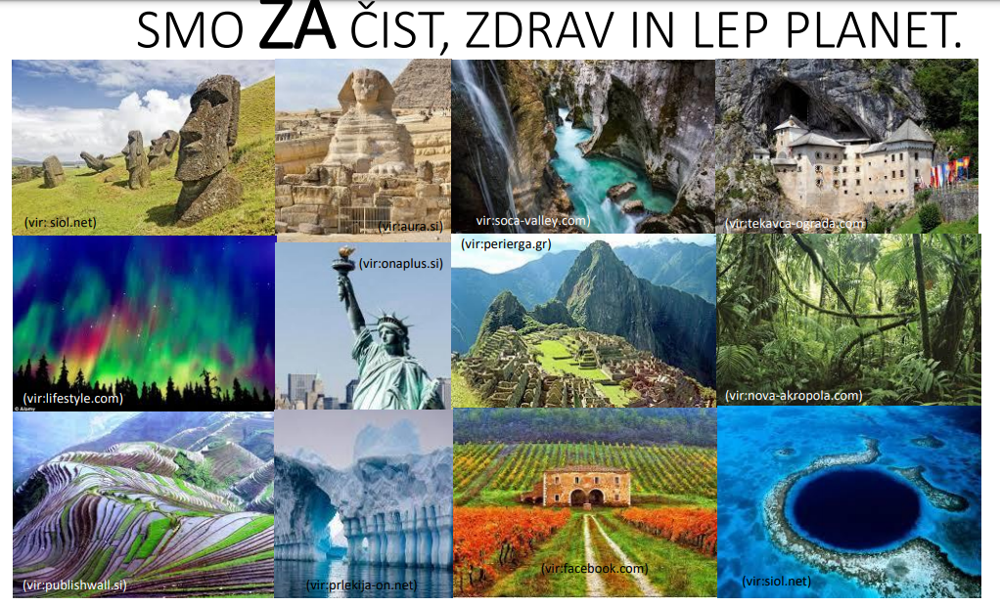 SMO ZA ČIST, ZDRAV IN LEP PLANET.
(vir: siol.net)
(vir:aura.si)
vir:soca-valley.com)
(vir:tekavca-ograda.com
(vir:lifestyle.com)
© Alamy
(vir:onaplus.si)
(vir:perierga.gr)
(vir:nova-akropola.com)
(vir:publishwall.si)
(vir:prlekija-on.net)
(vir:facebook.com)
(vir:siol.net)